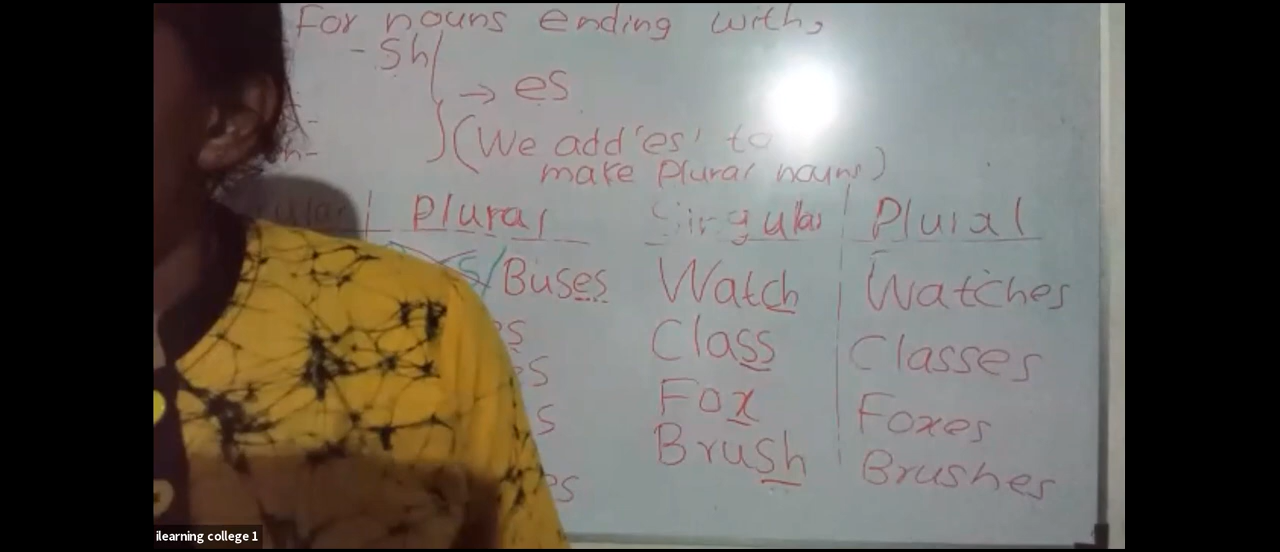 For nouns ending with,
- Sh
→ es
(We add 'es' to
make Plural nouns)
Plural Singular Plural
/Buses Watch Watches
Class Classes
Fox Foxes
Brush Brushes
ilearning college 1